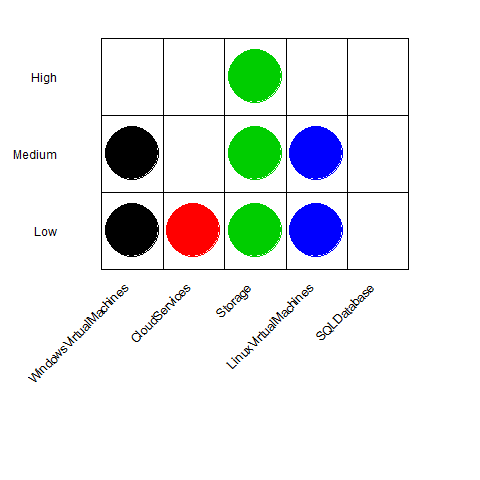 High
Medium
Low
WindowsVirtualMachines
CloudServices
Storage
LinuxVirtualMachines
SQLDatabase